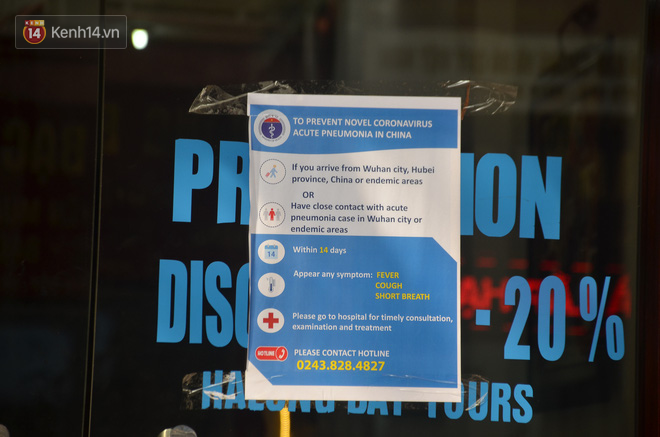 KENH
14
Kenh14.vn
TO PREVENT NOVEL CORONAVIRUS
ACUTE PNEUMONIA IN CHINA
If you arrive from Wuhan city, Hubei
province, China or endemic areas
OR
Have close contact with acute
pneumonia case in Wuhan city or
endemic areas
14
Within 14 days
Appear any symptom: FEVER
COUGH
SHORT BREATH
Please go to hospital for timely consultation,
examination and treatment
HOTLINE
PLEASE CONTACT HOTLINE
0243.828.4827
PR ION
DISC - 20%
HALONG BAY TOURS